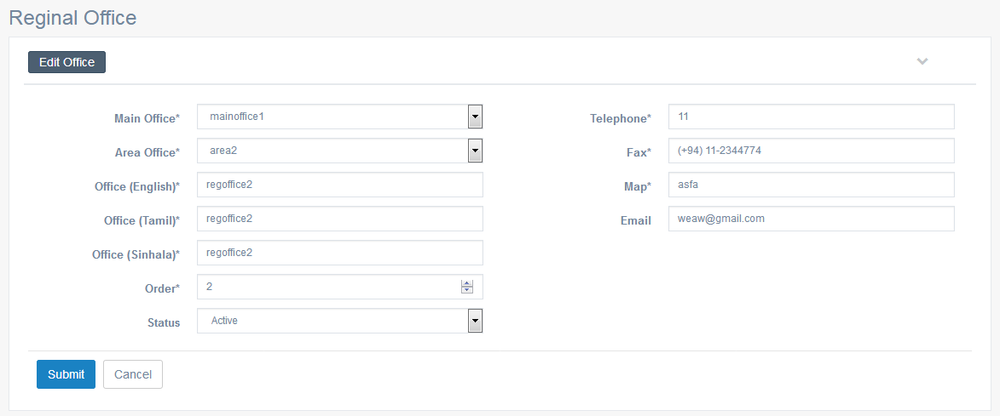 Reginal Office
Edit Office
Main Office* mainoffice1
Area Office* area2
Office (English)* regoffice2
Office (Tamil)* regoffice2
Office (Sinhala)* regoffice2
Order* 2
Status Active
Telephone* 11
Fax* (+94) 11-2344774
Map* asfa
Email weaw@gmail.com
Submit Cancel